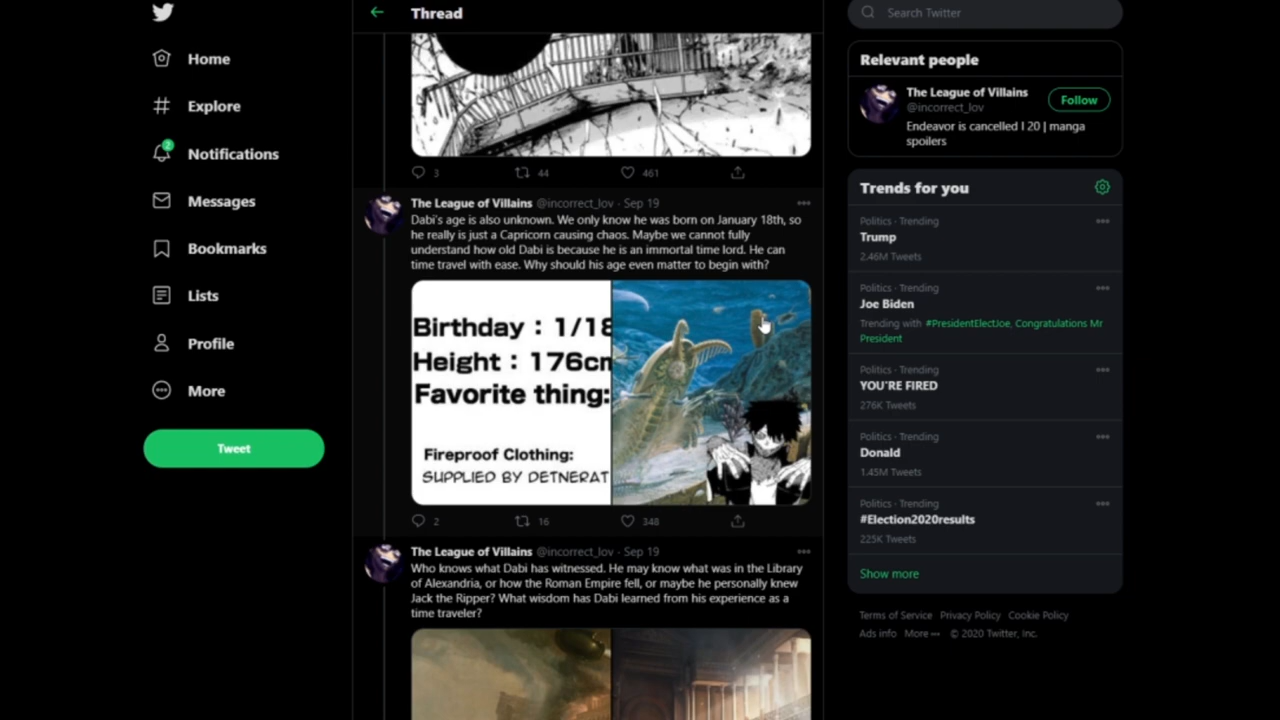 Home
Explore
2
Notifications
Messages
Bookmarks
Lists
Profile
More
Tweet
Thread
3 44 461
The League of Villains @incorrect_lov · Sep 19
Dabi's age is also unknown. We only know he was born on January 18th, so
he really is just a Capricorn causing chaos. Maybe we cannot fully
understand how old Dabi is because he is an immortal time lord. He can
time travel with ease. Why should his age even matter to begin with?
Birthday : 1/18
Height : 176cm
Favorite thing:
Fireproof Clothing:
SUPPLIED BY DETNERAT
2 16 348
The League of Villains @incorrect_lov · Sep 19
Who knows what Dabi has witnessed. He may know what was in the Library
of Alexandria, or how the Roman Empire fell, or maybe he personally knew
Jack the Ripper? What wisdom has Dabi learned from his experience as a
time traveler?
Search Twitter
Relevant people
The League of Villains
@incorrect_lov
Follow
Endeavor is cancelled I 20 | manga
spoilers
Trends for you
Politics · Trending
Trump
2.46M Tweets
Politics · Trending
Joe Biden
Trending with #PresidentElectJoe, Congratulations Mr
President
Politics · Trending
YOU'RE FIRED
276K Tweets
Politics · Trending
Donald
1.45M Tweets
Politics · Trending
#Election2020results
225K Tweets
Show more
Terms of Service Privacy Policy Cookie Policy
Ads info More ··· © 2020 Twitter, Inc.